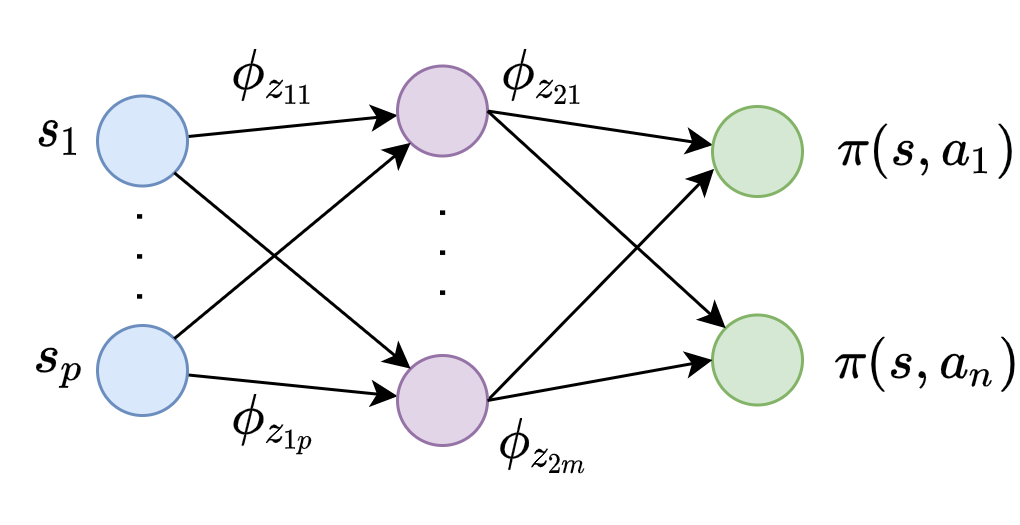 ϕ_{z_{11}}
ϕ_{z_{21}}
s_1
π(s, a_1)
s_p
π(s, a_n)
ϕ_{z_{1p}}
ϕ_{z_{2m}}